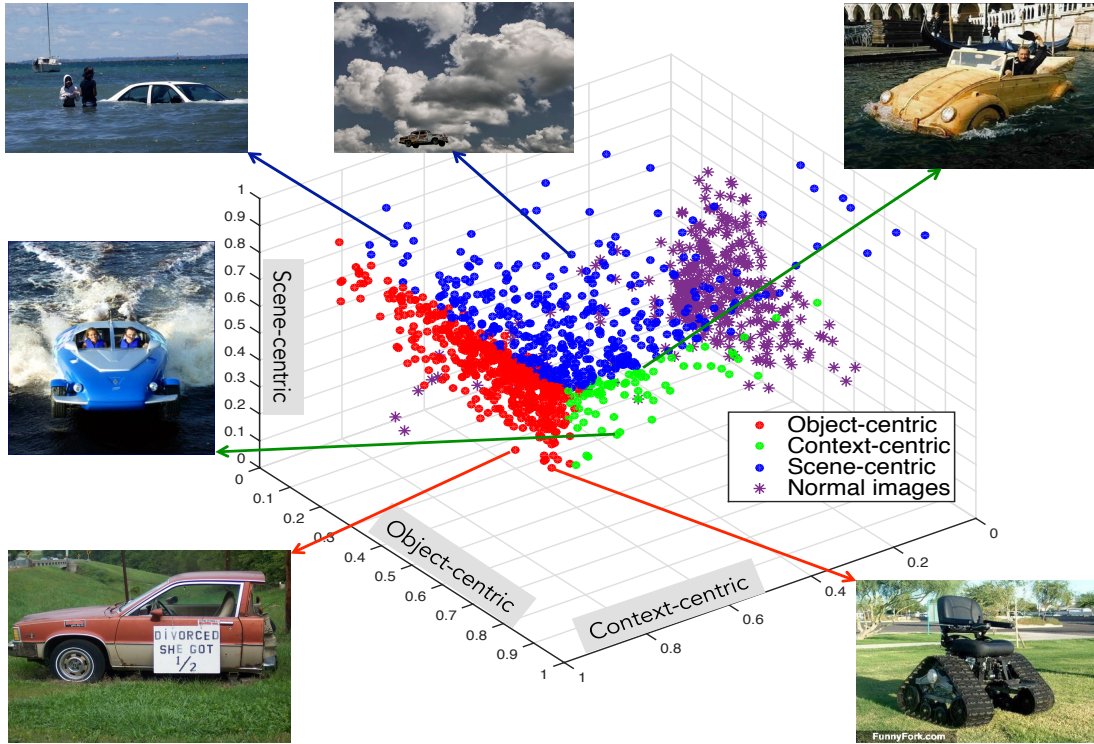 1
0.9
0.8
0.7
0.6
0.5
0.4
0.3
0.2
0.1
0
Scene-centric
0
0.1
0.2
0.3
0.4
0.5
0.6
0.7
0.8
0.9
1
Object-centric
1
0.8
0.6
0.4
0.2
0
Context-centric
Object-centric
Context-centric
Scene-centric
Normal images
DIVORCED
SHE GOT
1/2
FunnyFork.com